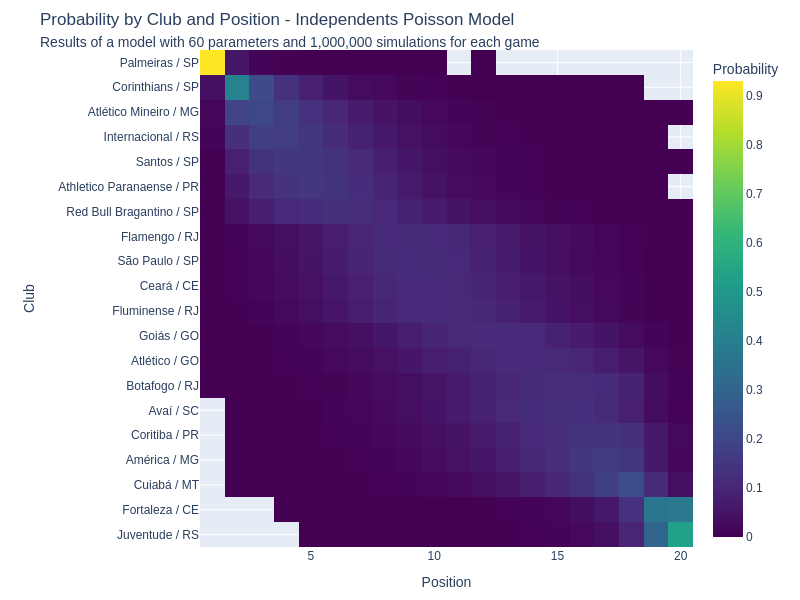 Probability by Club and Position - Independents Poisson Model
Results of a model with 60 parameters and 1,000,000 simulations for each game
Palmeiras / SP
Corinthians / SP
Atlético Mineiro / MG
Internacional / RS
Santos / SP
Athletico Paranaense / PR
Red Bull Bragantino / SP
Flamengo / RJ
São Paulo / SP
Ceará / CE
Fluminense / RJ
Goiás / GO
Atlético / GO
Botafogo / RJ
Avaí / SC
Coritiba / PR
América / MG
Cuiabá / MT
Fortaleza / CE
Juventude / RS
Club
5
10
15
20
Position
Probability
0.9
0.8
0.7
0.6
0.5
0.4
0.3
0.2
0.1
0